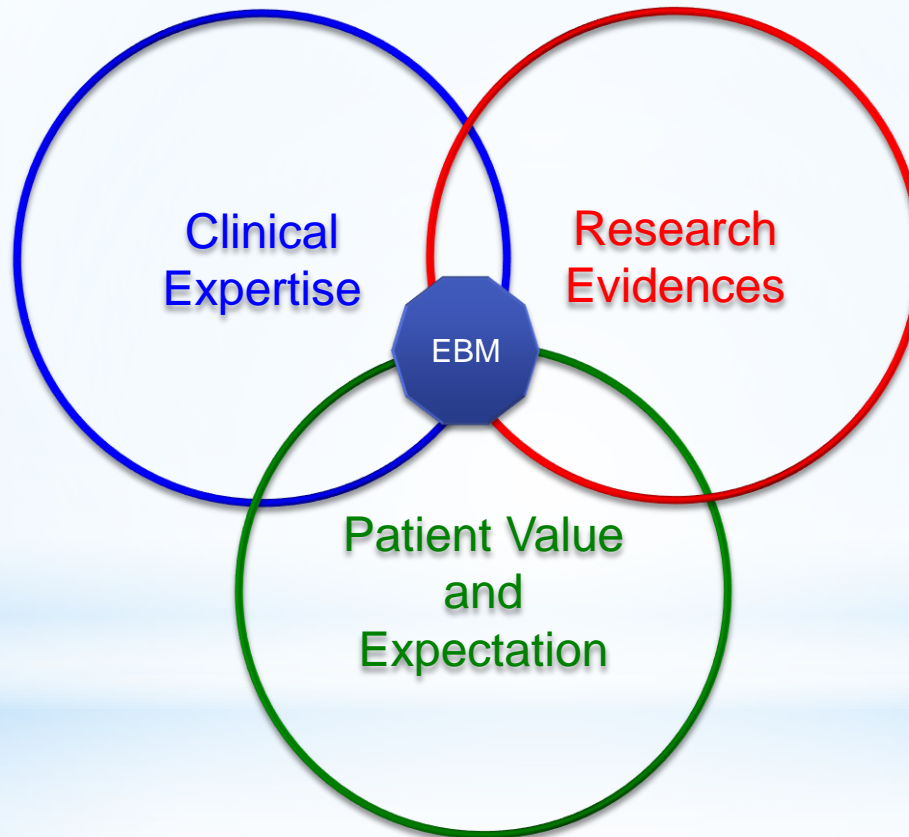 Clinical
Expertise
Research
Evidences
EBM
Patient Value
and
Expectation